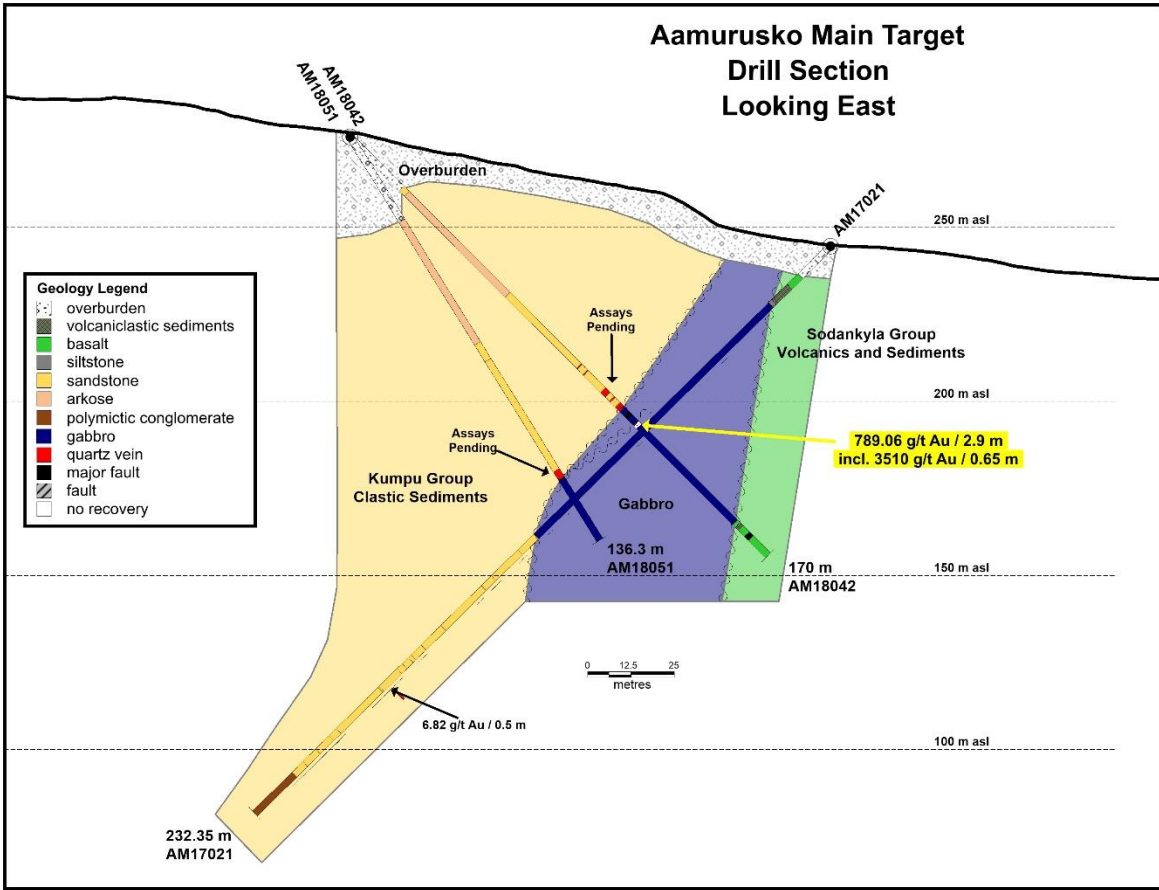 Aamurusko Main Target
Drill Section
Looking East
AM18042
AM18051
Overburden
AM17021
250 m asl
Geology Legend
overburden
volcaniclastic sediments
basalt
siltstone
sandstone
arkose
polymictic conglomerate
gabbro
quartz vein
major fault
fault
no recovery
Assays
Pending
Sodankyla Group
Volcanics and Sediments
200 m asl
789.06 g/t Au / 2.9 m
incl. 3510 g/t Au / 0.65 m
Assays
Pending
Kumpu Group
Clastic Sediments
Gabbro
136.3 m
AM18051
170 m
AM18042
150 m asl
0 12.5 25
metres
6.82 g/t Au / 0.5 m
100 m asl
232.35 m
AM17021